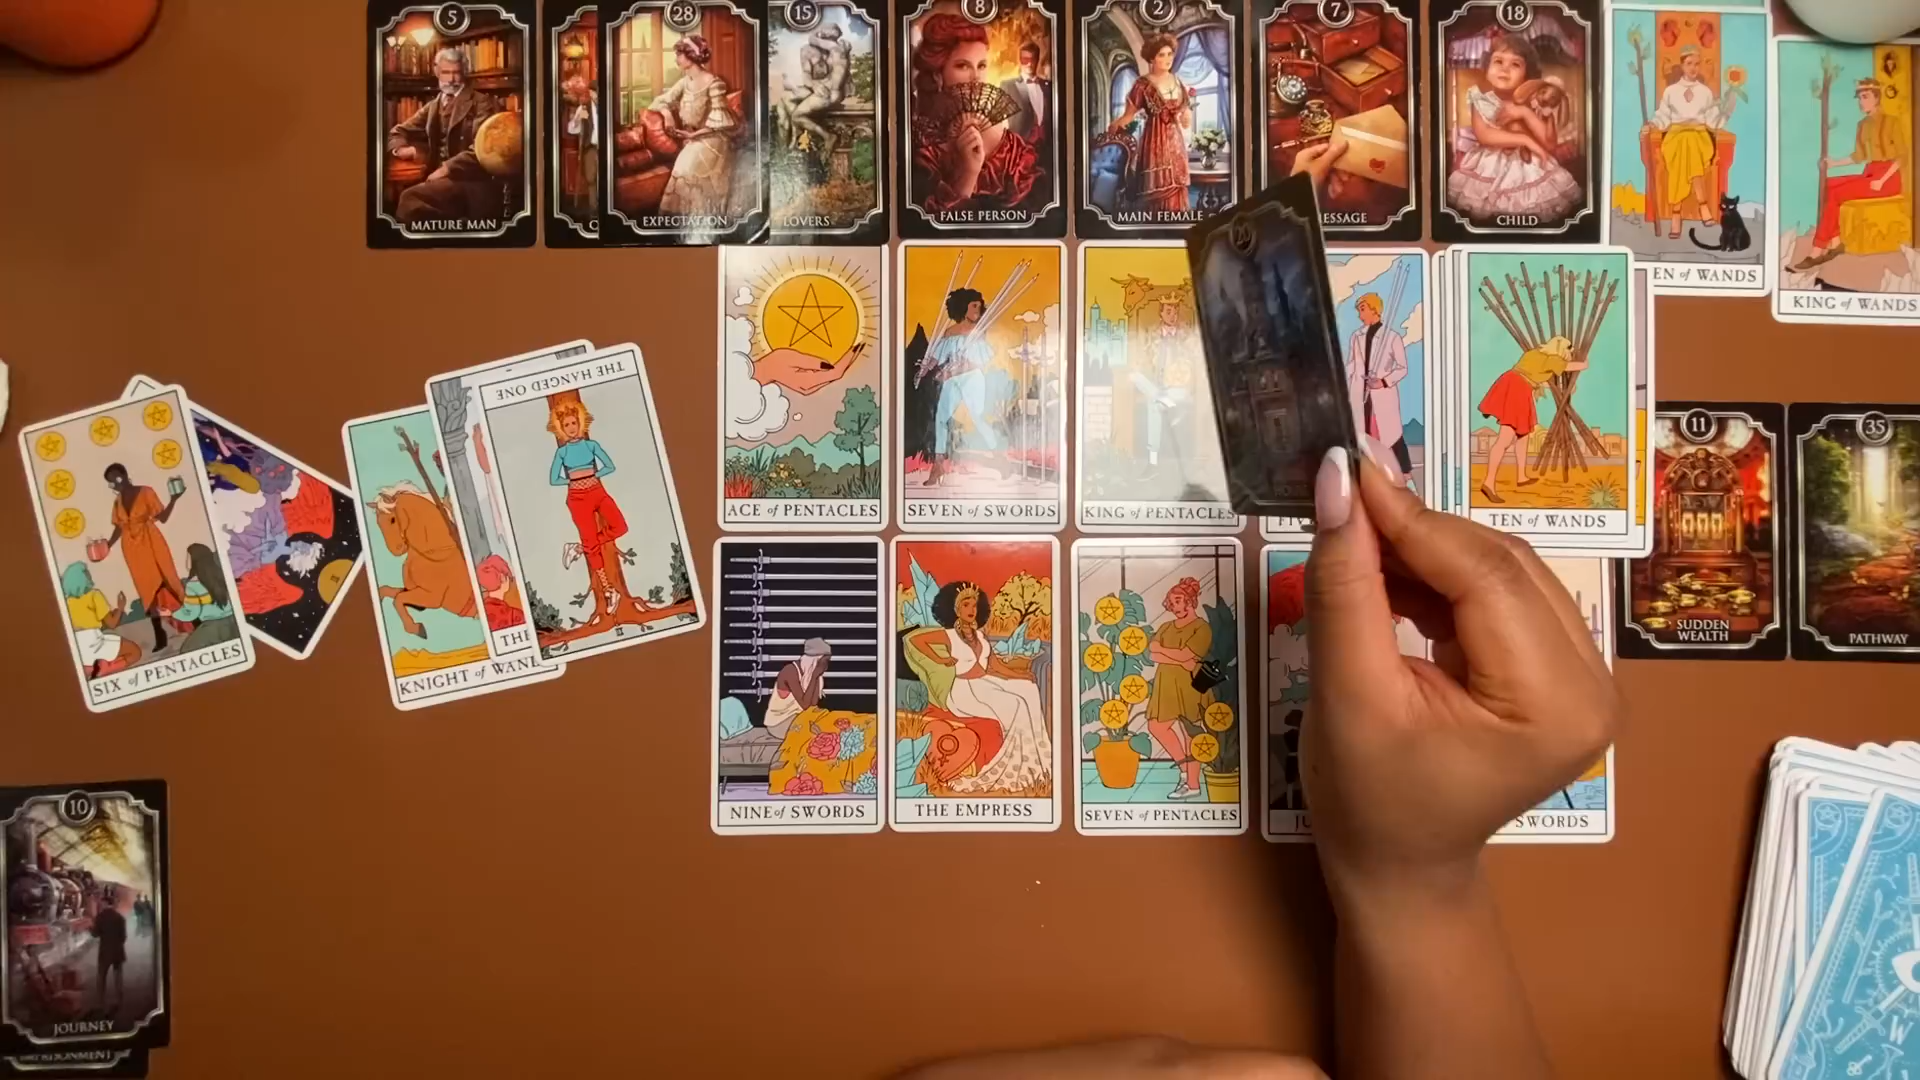 5
28
15
8
2
7
18
MATURE MAN
EXPECTATION
LOVERS
FALSE PERSON
MAIN FEMALE
ESSAGE
CHILD
EN of WANDS
KING of WANDS
THE HANGED ONE
ACE of PENTACLES
SEVEN of SWORDS
KING of PENTACLES
FIV
TEN of WANDS
11
35
SUDDEN
WEALTH
PATHWAY
SIX of PENTACLES
KNIGHT of WAN
THE
NINE of SWORDS
THE EMPRESS
SEVEN of PENTACLES
JU
SWORDS
10
JOURNEY
W